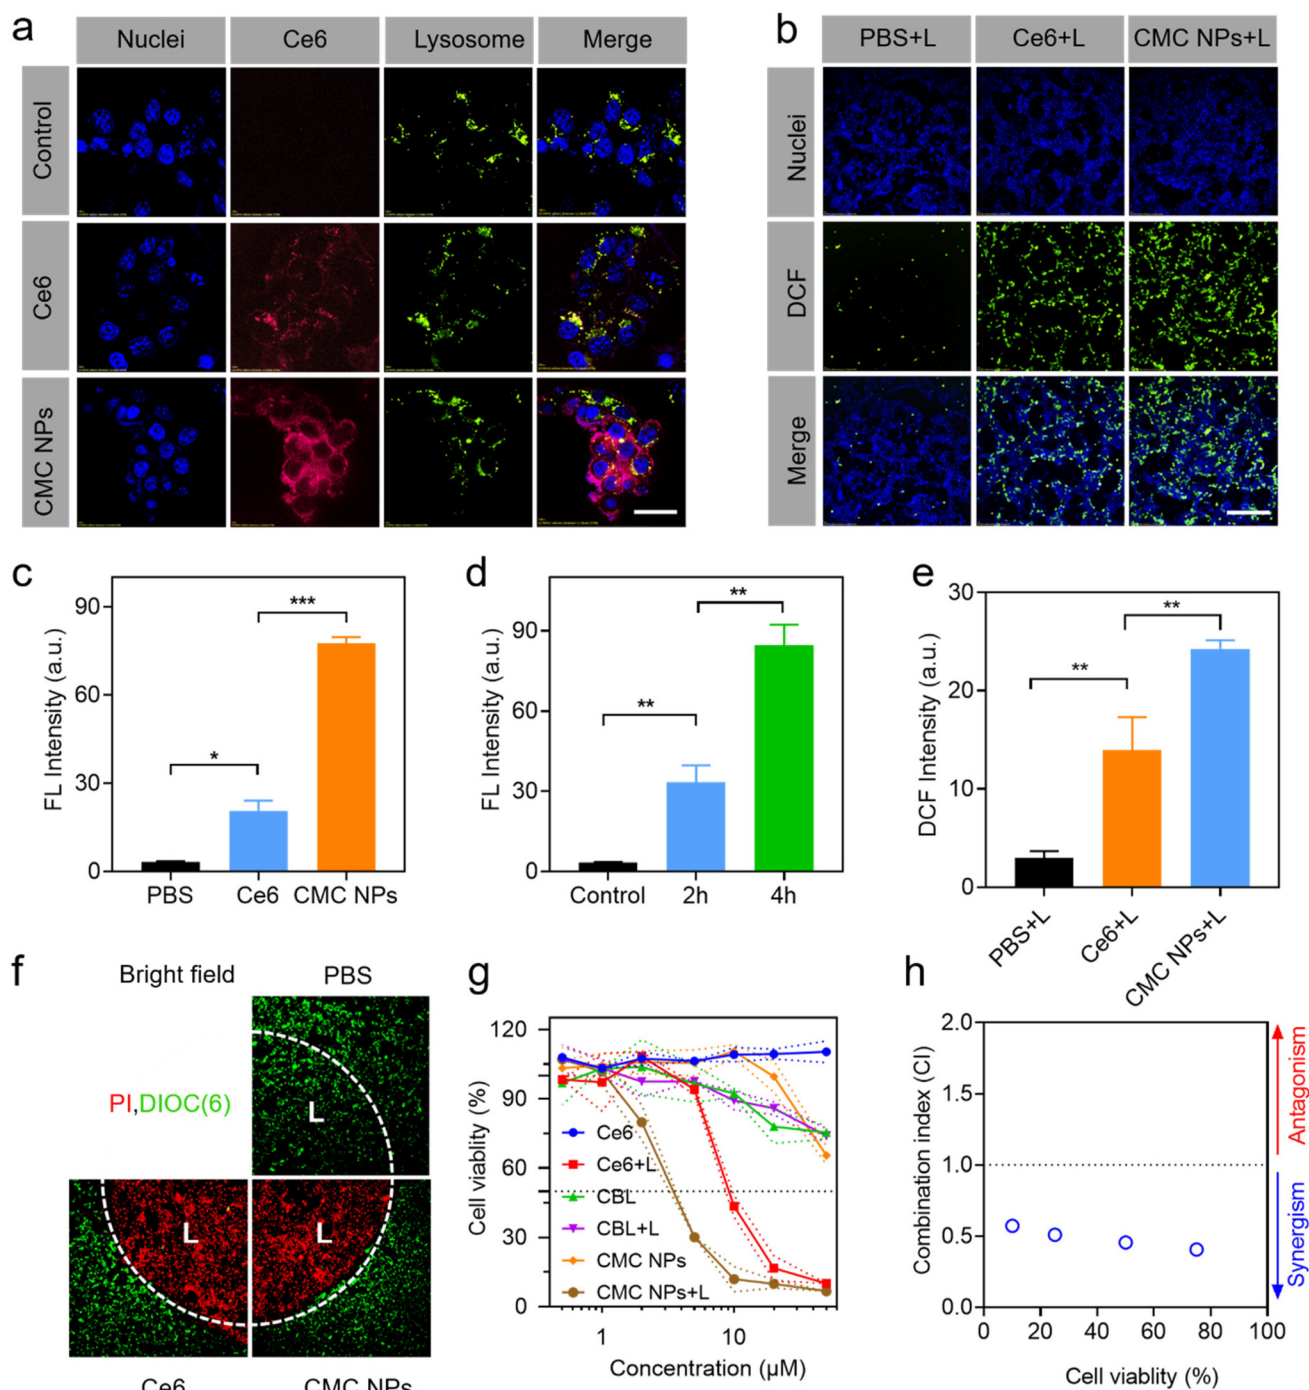 a
Nuclei Ce6 Lysosome Merge
Control
Ce6
CMC NPs
b
PBS+L Ce6+L CMC NPs+L
Nuclei
DCF
Merge
c
FL Intensity (a.u.)
90
60
30
0
*
***
PBS Ce6 CMC NPs
d
FL Intensity (a.u.)
90
60
30
0
**
**
Control 2h 4h
e
DCF Intensity (a.u.)
30
20
10
0
**
**
PBS+L Ce6+L CMC NPs+L
f
Bright field PBS
PI,DIOC(6)
L
L L
Ce6 CMC NPs
g
Cell viablity (%)
120
90
60
30
0
Ce6
Ce6+L
CBL
CBL+L
CMC NPs
CMC NPs+L
1 10
Concentration (μM)
h
Combination index (CI)
2.0
1.5
1.0
0.5
0.0
0 20 40 60 80 100
Cell viablity (%)
Antagonism
Synergism